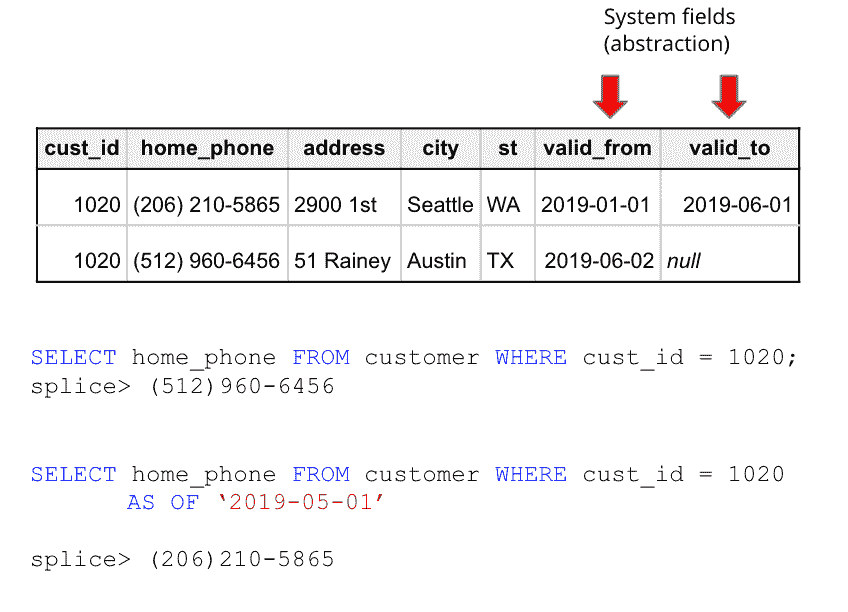 System fields
(abstraction)
cust_id home_phone address city st valid_from valid_to
1020 (206) 210-5865 2900 1st Seattle WA 2019-01-01 2019-06-01
1020 (512) 960-6456 51 Rainey Austin TX 2019-06-02 null
SELECT home_phone FROM customer WHERE cust_id = 1020;
splice> (512)960-6456
SELECT home_phone FROM customer WHERE cust_id = 1020
AS OF ‘2019-05-01’
splice> (206)210-5865